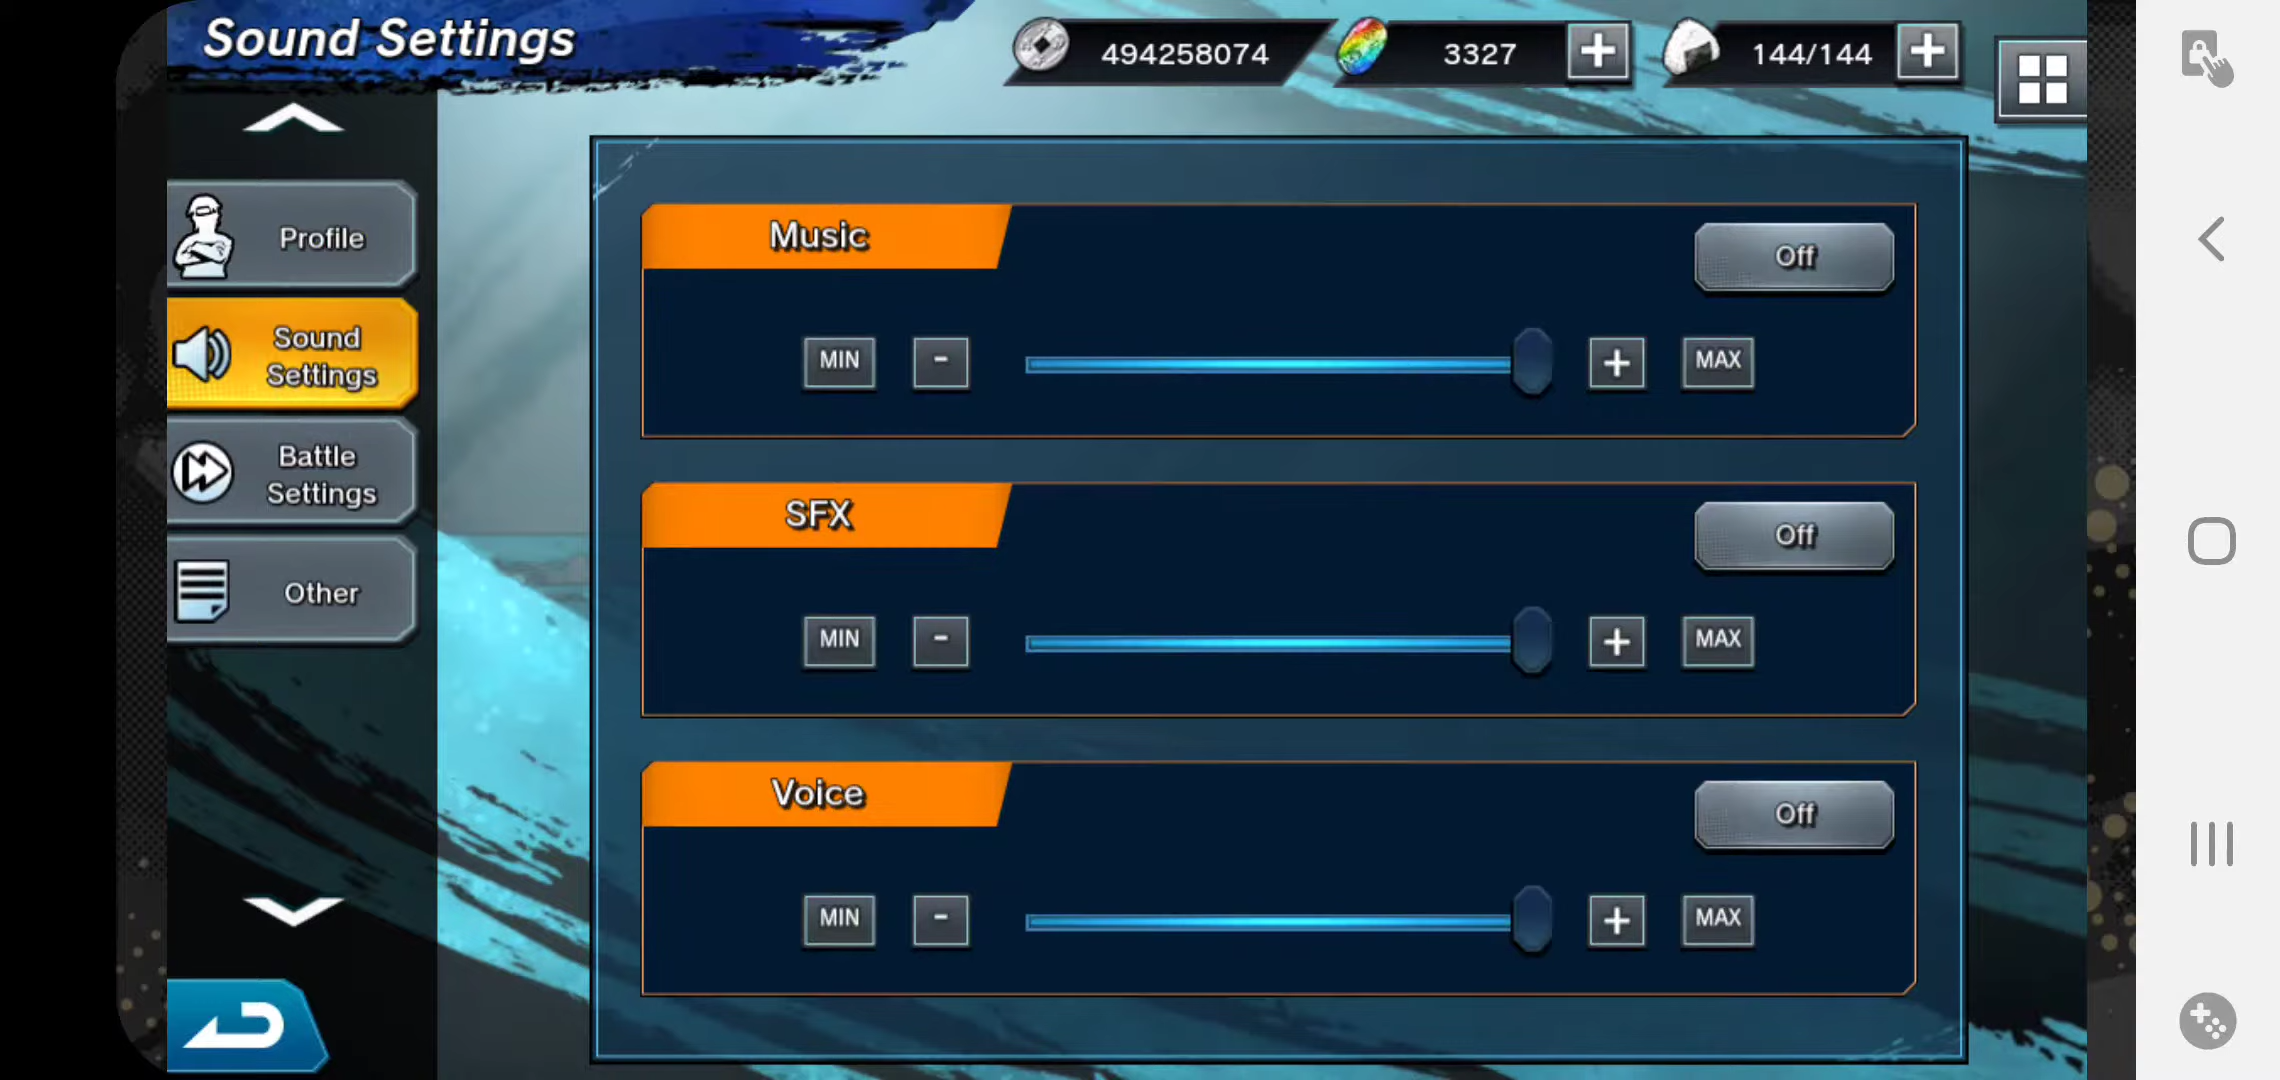 Sound Settings
494258074
3327
144/144
Profile
Sound
Settings
Battle
Settings
Other
Music
Off
MIN
-
+
MAX
SFX
Off
MIN
-
+
MAX
Voice
Off
MIN
-
+
MAX